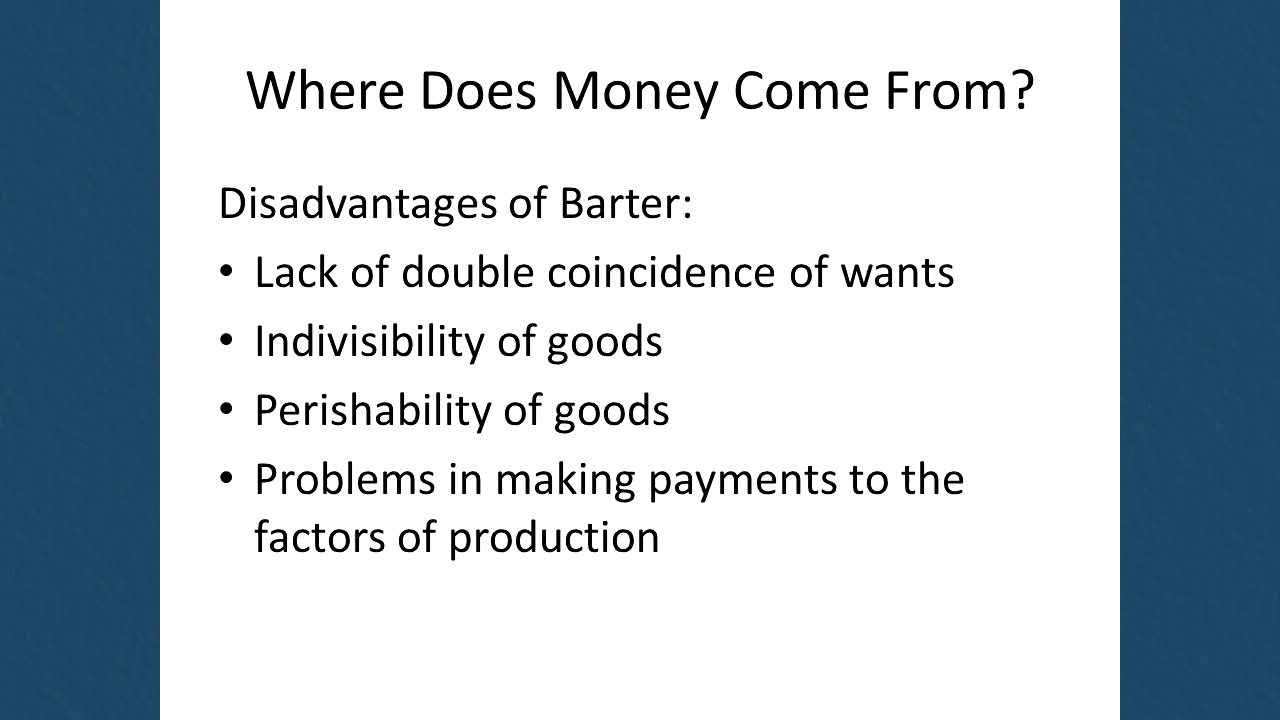 Where Does Money Come From?
Disadvantages of Barter:
• Lack of double coincidence of wants
• Indivisibility of goods
• Perishability of goods
• Problems in making payments to the
factors of production